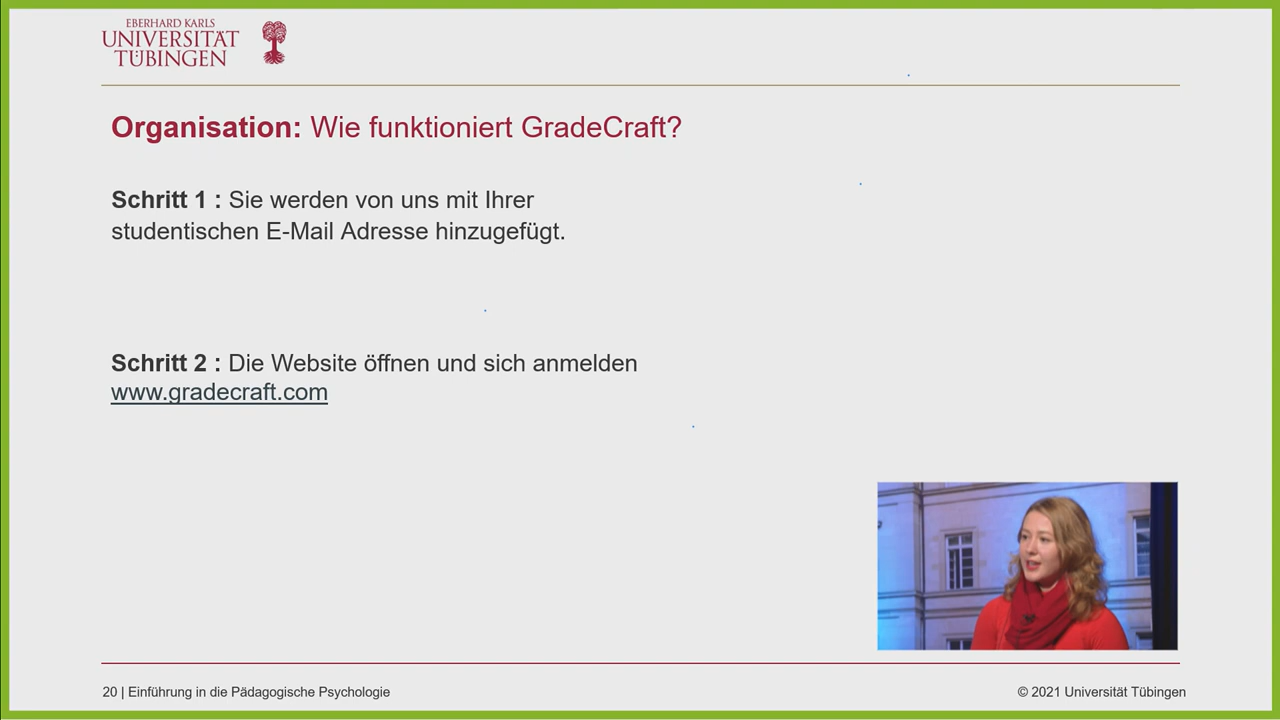 EBERHARD KARLS
UNIVERSITÄT
TÜBINGEN
Organisation: Wie funktioniert GradeCraft?
Schritt 1 : Sie werden von uns mit Ihrer
studentischen E-Mail Adresse hinzugefügt.
Schritt 2 : Die Website öffnen und sich anmelden
www.gradecraft.com
20 | Einführung in die Pädagogische Psychologie
© 2021 Universität Tübingen